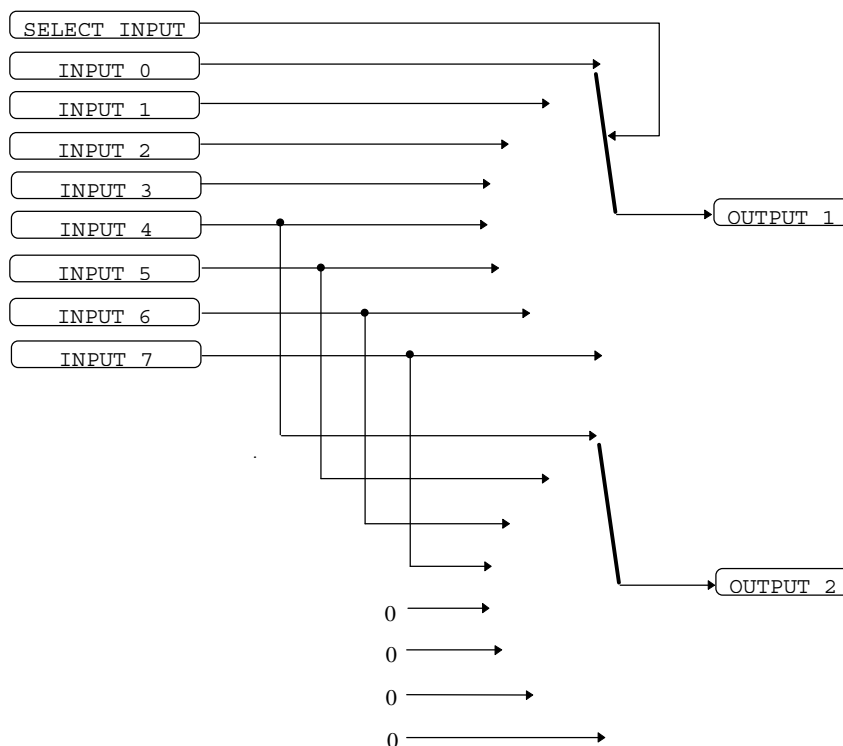 SELECT INPUT
INPUT 0
INPUT 1
INPUT 2
INPUT 3
OUTPUT 1
INPUT 4
INPUT 5
INPUT 6
INPUT 7
OUTPUT 2
0
0
0
0